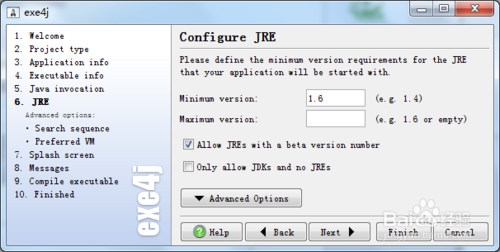 exe4j
1. Welcome
2. Project type
3. Application info
4. Executable info
5. Java invocation
6. JRE
Advanced options:
• Search sequence
• Preferred VM
7. Splash screen
8. Messages
9. Compile executable
10. Finished
exe4j
Configure JRE
Please define the minimum version requirements for the JRE
that your application will be started with.
Minimum version: 1.6 (e.g. 1.4)
Maximum version: (e.g. 1.6 or empty)
Allow JREs with a beta version number
Only allow JDKs and no JREs
Advanced Options
Help Back Next Finish Cancel
Baidu 经验